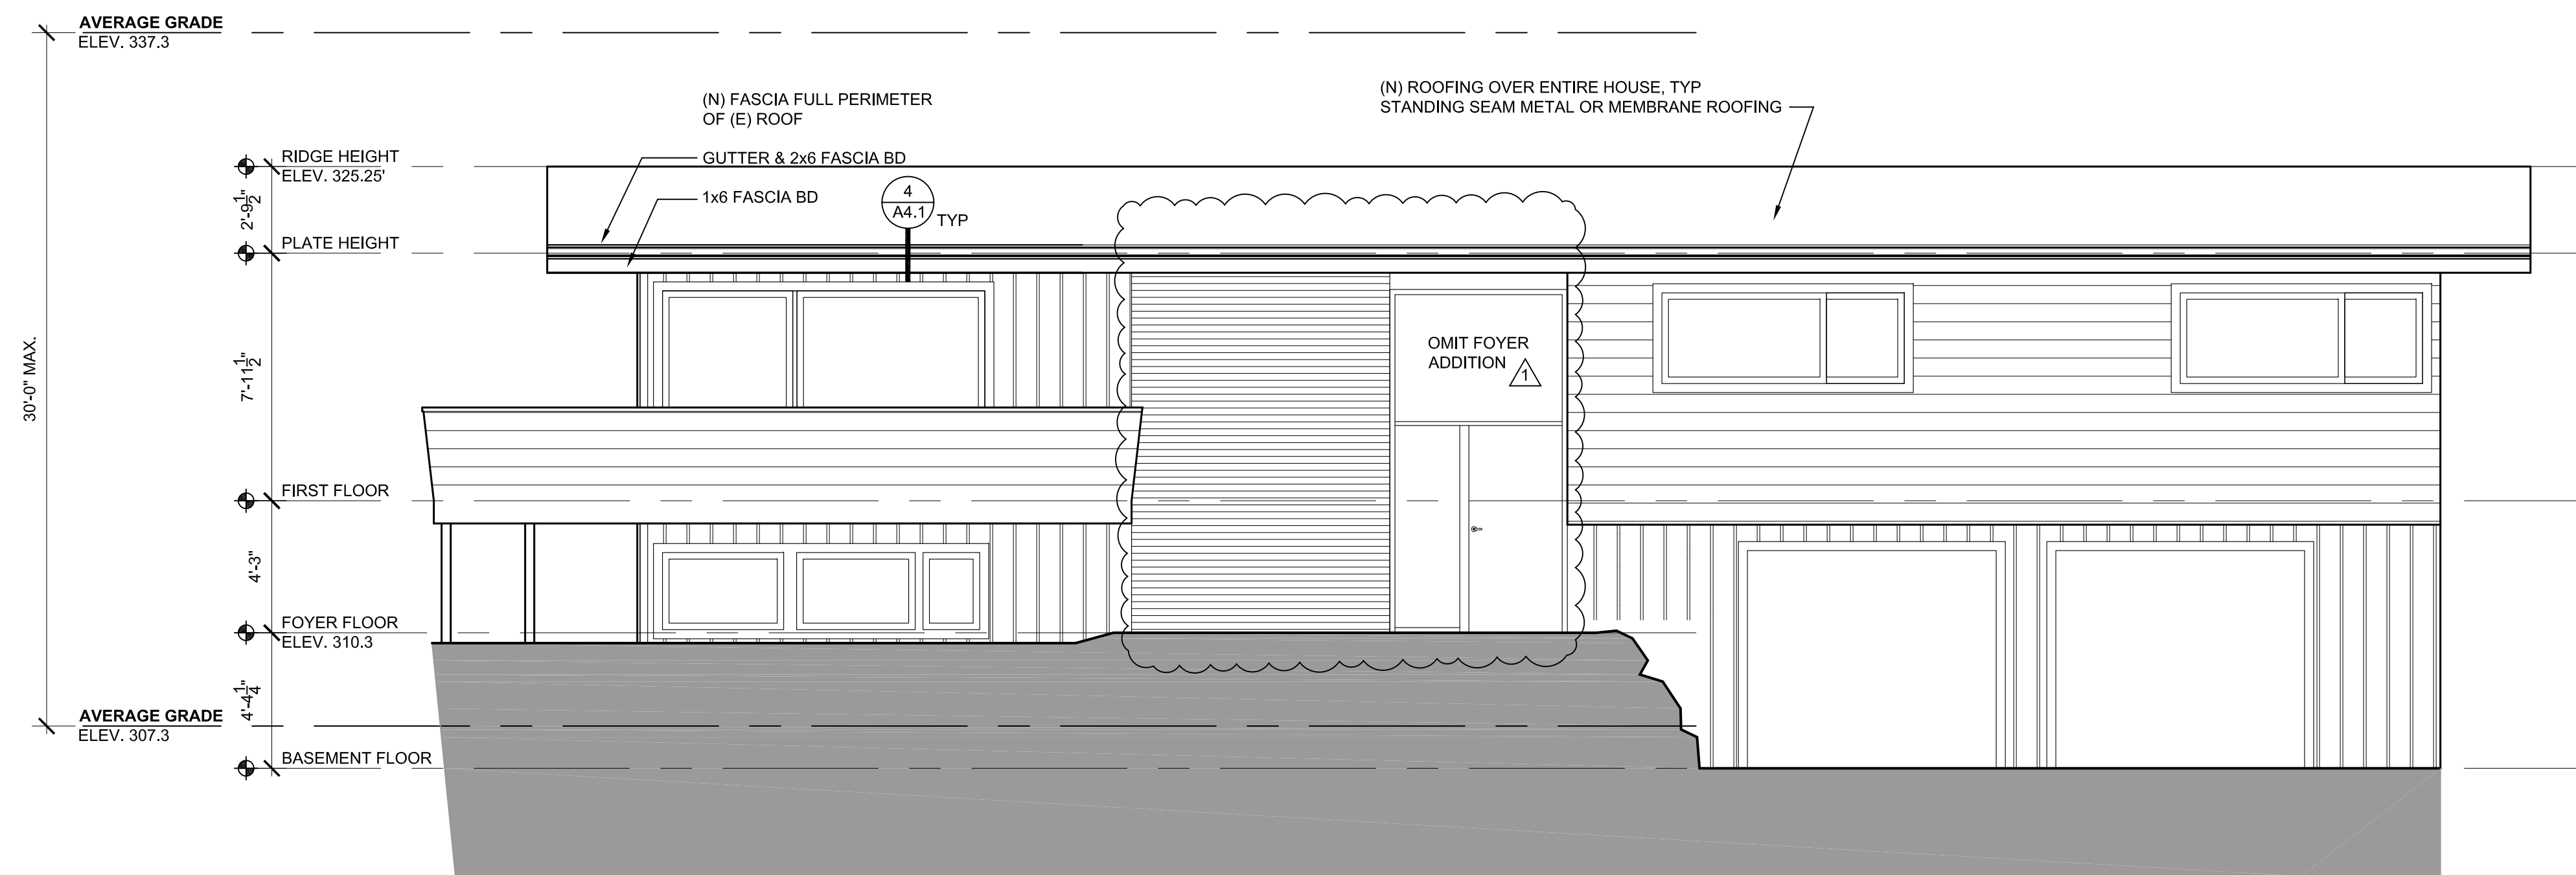 AVERAGE GRADE
ELEV. 337.3
(N) FASCIA FULL PERIMETER
OF (E) ROOF
(N) ROOFING OVER ENTIRE HOUSE, TYP
STANDING SEAM METAL OR MEMBRANE ROOFING
RIDGE HEIGHT
ELEV. 325.25'
GUTTER & 2x6 FASCIA BD
1x6 FASCIA BD
4
A4.1
TYP
2'-9 1/2"
PLATE HEIGHT
30'-0" MAX.
7'-11 1/2"
OMIT FOYER
ADDITION
1
FIRST FLOOR
4'-3"
FOYER FLOOR
ELEV. 310.3
4'-4 1/4"
AVERAGE GRADE
ELEV. 307.3
BASEMENT FLOOR